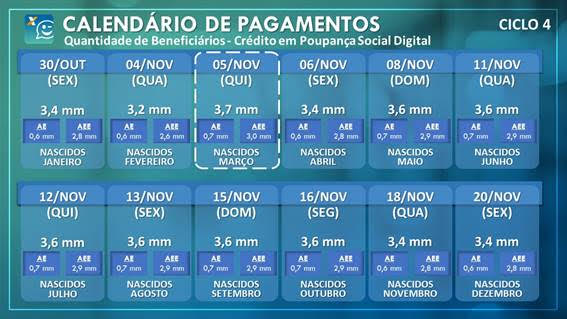 CALENDÁRIO DE PAGAMENTOS
CICLO 4
Quantidade de Beneficiários - Crédito em Poupança Social Digital
30/OUT
(SEX)
3,4 mm
AE AEE
0,6 mm 2,8 mm
NASCIDOS
JANEIRO
04/NOV
(QUA)
3,2 mm
AE AEE
0,6 mm 2,6 mm
NASCIDOS
FEVEREIRO
05/NOV
(QUI)
3,7 mm
AE AEE
0,7 mm 3,0 mm
NASCIDOS
MARÇO
06/NOV
(SEX)
3,4 mm
AE AEE
0,6 mm 2,8 mm
NASCIDOS
ABRIL
08/NOV
(DOM)
3,6 mm
AE AEE
0,7 mm 2,9 mm
NASCIDOS
MAIO
11/NOV
(QUA)
3,6 mm
AE AEE
0,7 mm 2,9 mm
NASCIDOS
JUNHO
12/NOV
(QUI)
3,6 mm
AE AEE
0,7 mm 2,9 mm
NASCIDOS
JULHO
13/NOV
(SEX)
3,6 mm
AE AEE
0,7 mm 2,9 mm
NASCIDOS
AGOSTO
15/NOV
(DOM)
3,6 mm
AE AEE
0,7 mm 2,9 mm
NASCIDOS
SETEMBRO
16/NOV
(SEG)
3,6 mm
AE AEE
0,7 mm 2,9 mm
NASCIDOS
OUTUBRO
18/NOV
(QUA)
3,4 mm
AE AEE
0,6 mm 2,8 mm
NASCIDOS
NOVEMBRO
20/NOV
(SEX)
3,4 mm
AE AEE
0,6 mm 2,8 mm
NASCIDOS
DEZEMBRO